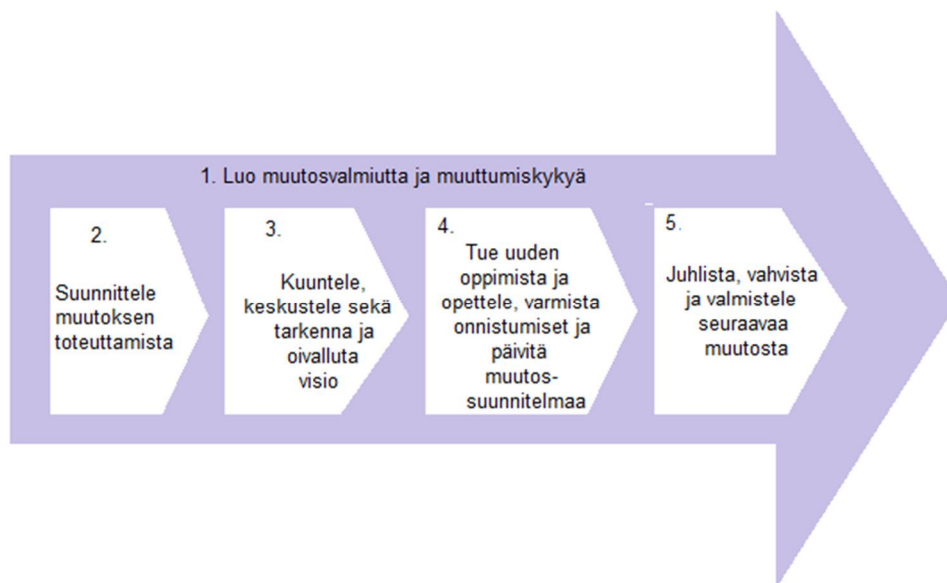 1. Luo muutosvalmiutta ja muuttumiskykyä
2.
Suunnittele
muutoksen
toteuttamista
3.
Kuuntele,
keskustele sekä
tarkenna ja
oivalluta
visio
4.
Tue uuden
oppimista ja
opettele, varmista
onnistumiset ja
päivitä
muutos-
suunnitelmaa
5.
Juhlista, vahvista
ja valmistele
seuraavaa
muutosta